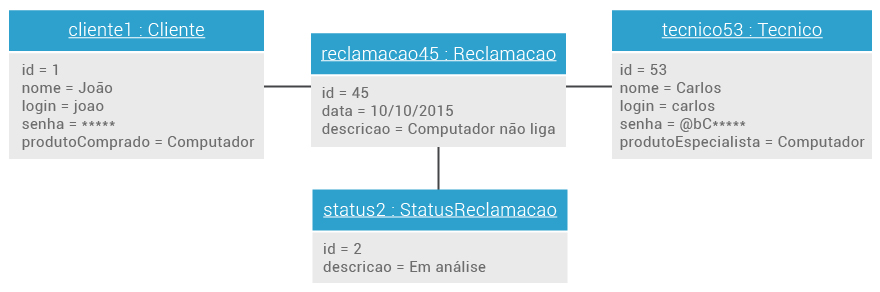 cliente1 : Cliente
id = 1
nome = João
login = joao
senha = *****
produtoComprado = Computador
reclamacao45 : Reclamacao
id = 45
data = 10/10/2015
descricao = Computador não liga
tecnico53 : Tecnico
id = 53
nome = Carlos
login = carlos
senha = @bC*****
produtoEspecialista = Computador
status2 : StatusReclamacao
id = 2
descricao = Em análise